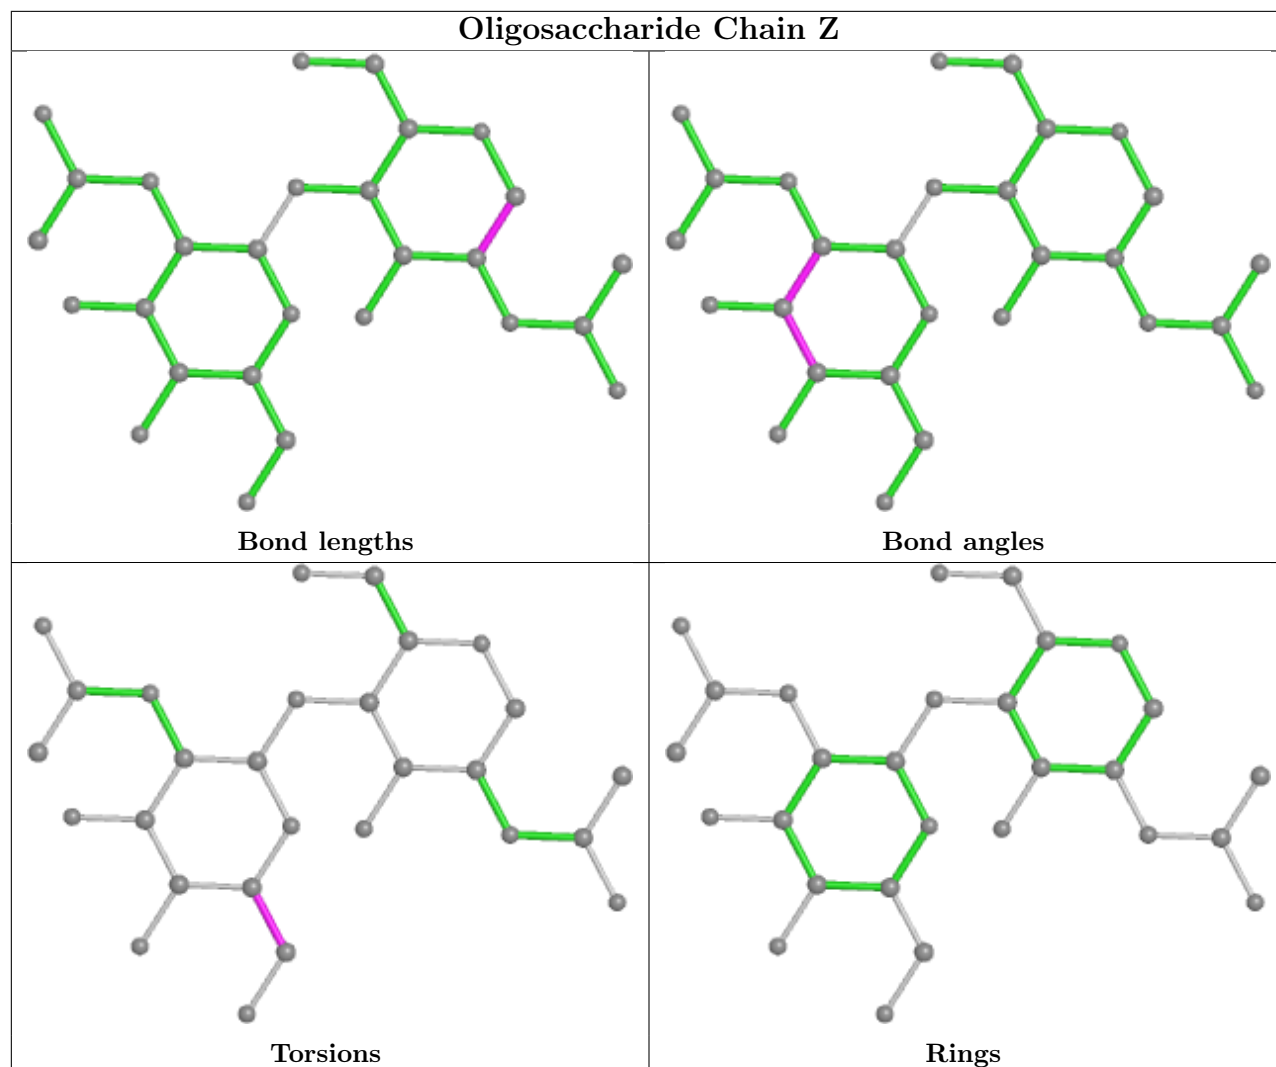 Oligosaccharide Chain Z
Bond lengths
Bond angles
Torsions
Rings